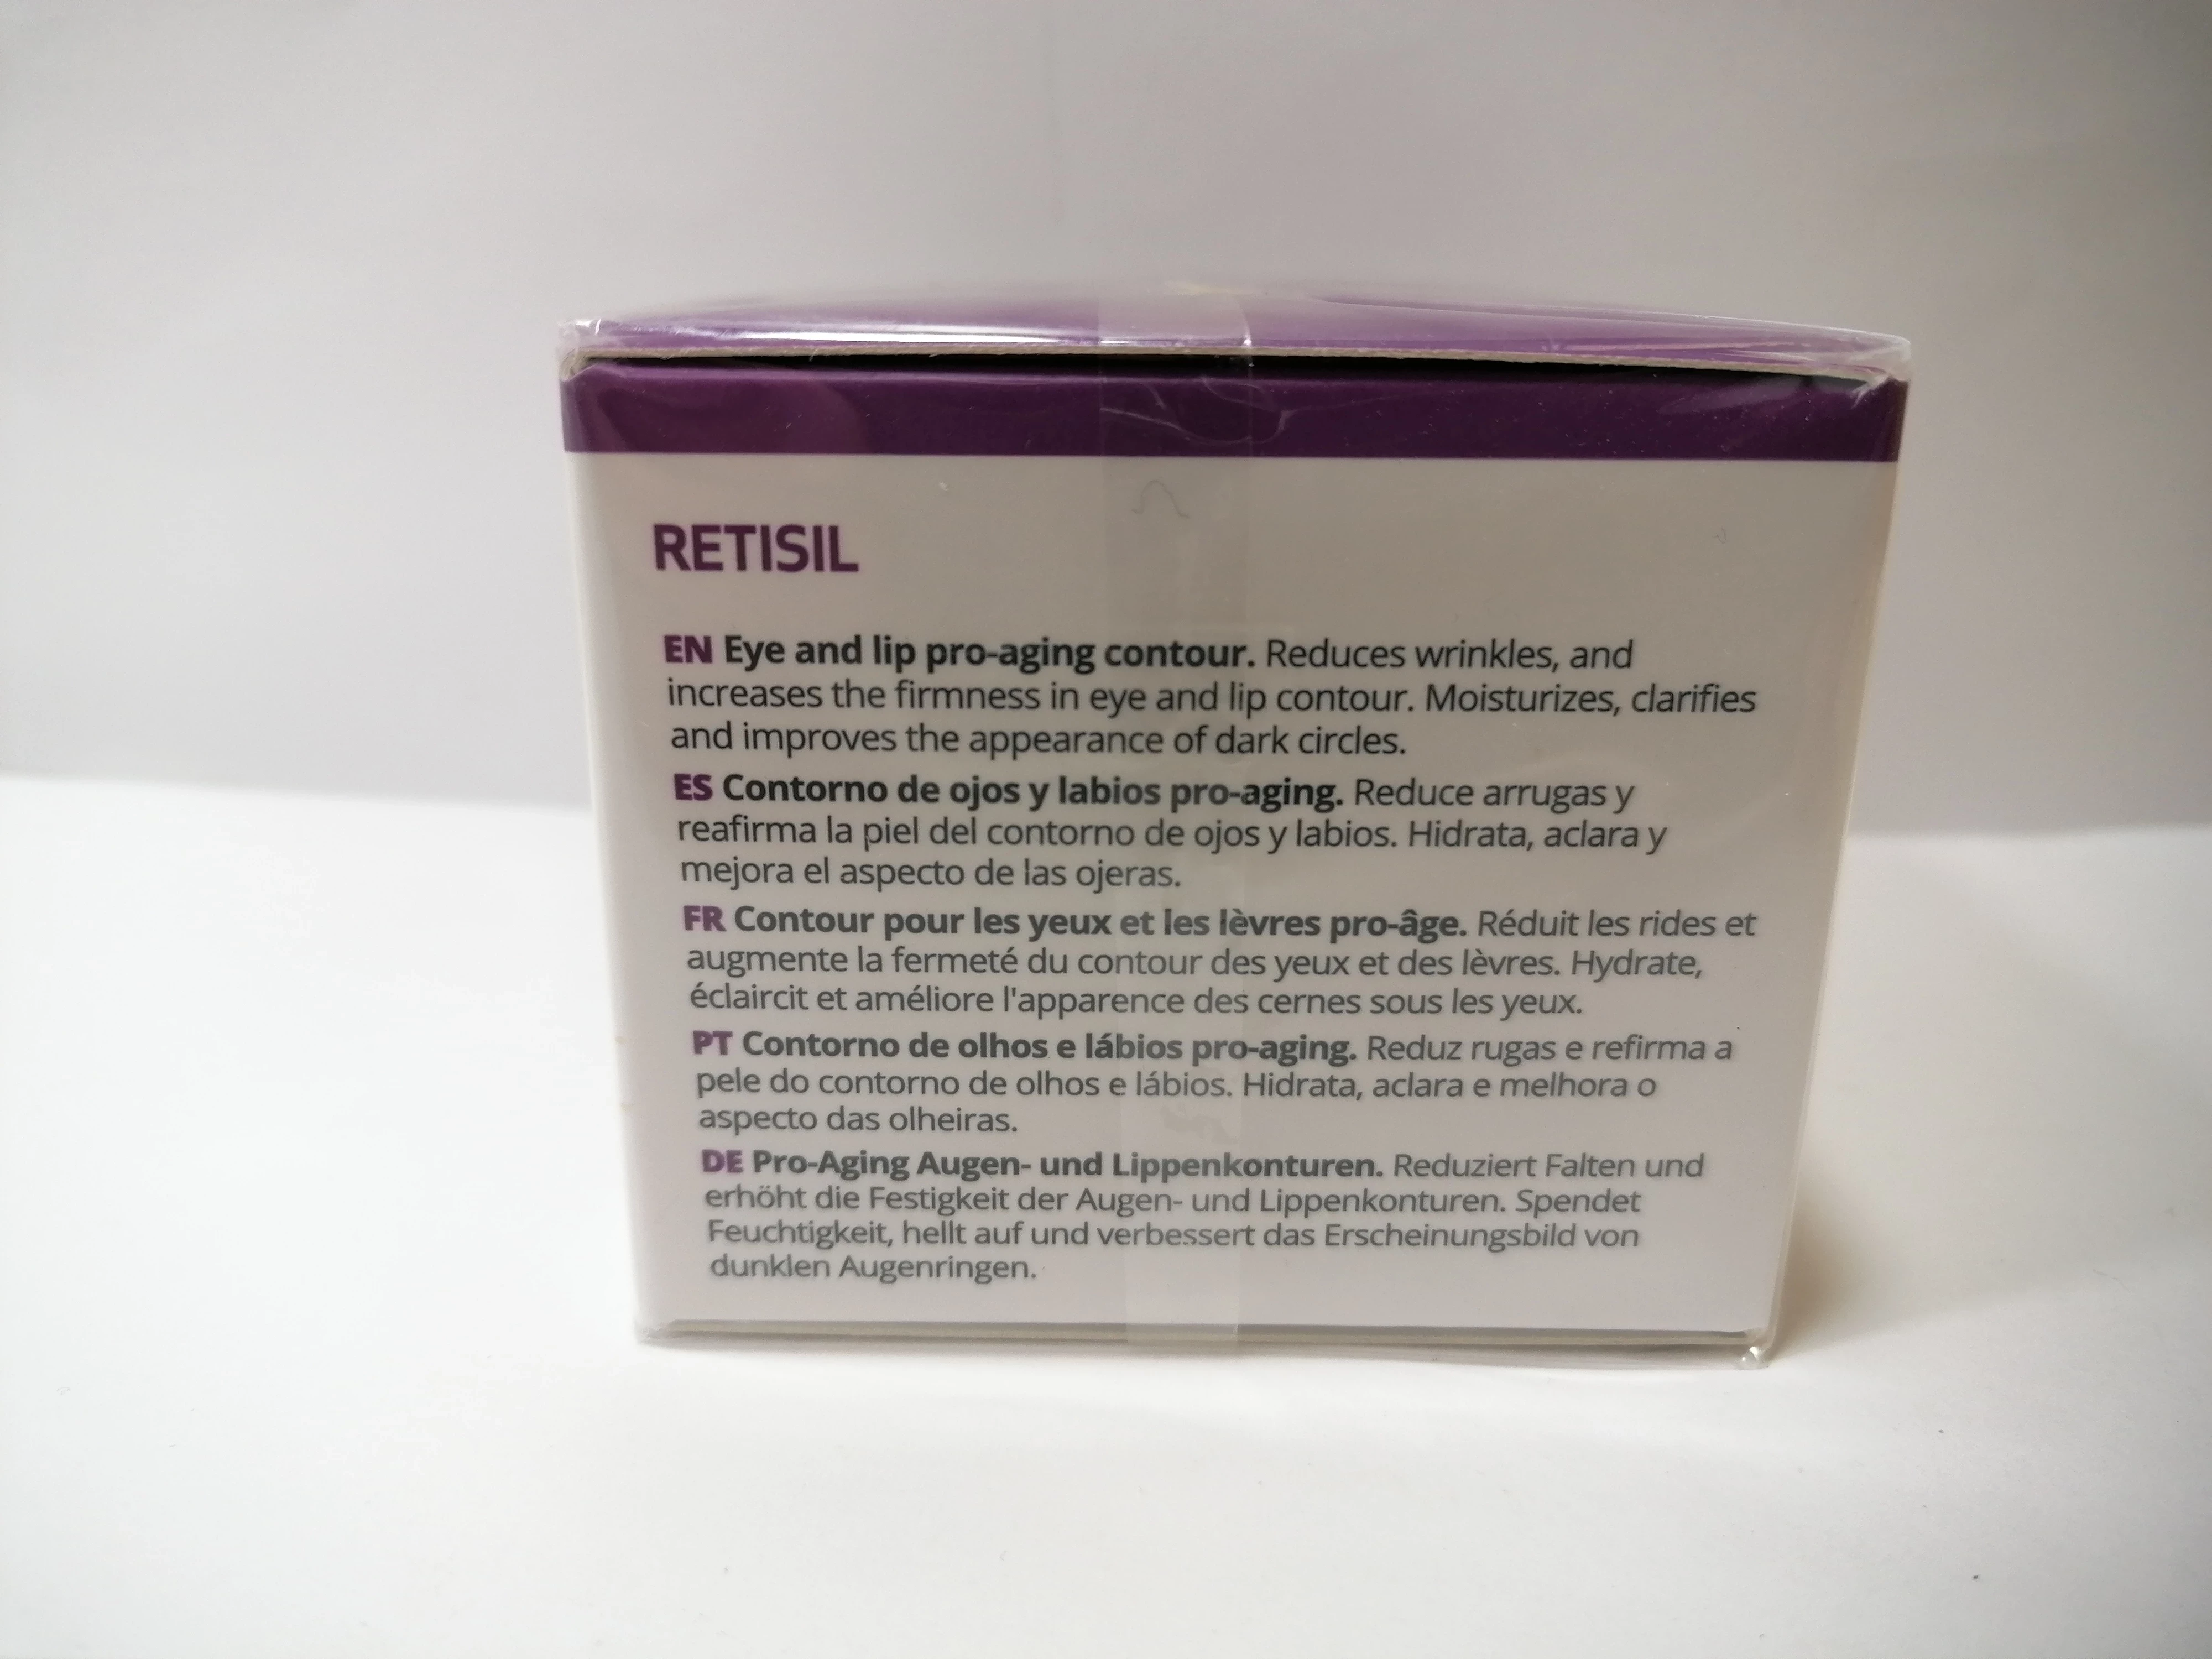 RETISIL
EN Eye and lip pro-aging contour. Reduces wrinkles, and
increases the firmness in eye and lip contour. Moisturizes, clarifies
and improves the appearance of dark circles.
ES Contorno de ojos y labios pro-aging. Reduce arrugas y
reafirma la piel del contorno de ojos y labios. Hidrata, aclara y
mejora el aspecto de las ojeras.
FR Contour pour les yeux et les lèvres pro-âge. Réduit les rides et
augmente la fermeté du contour des yeux et des lèvres. Hydrate,
éclaircit et améliore l'apparence des cernes sous les yeux.
PT Contorno de olhos e lábios pro-aging. Reduz rugas e refirma a
pele do contorno de olhos e lábios. Hidrata, aclara e melhora o
aspecto das olheiras.
DE Pro-Aging Augen- und Lippenkonturen. Reduziert Falten und
erhöht die Festigkeit der Augen- und Lippenkonturen. Spendet
Feuchtigkeit, hellt auf und verbessert das Erscheinungsbild von
dunklen Augenringen.